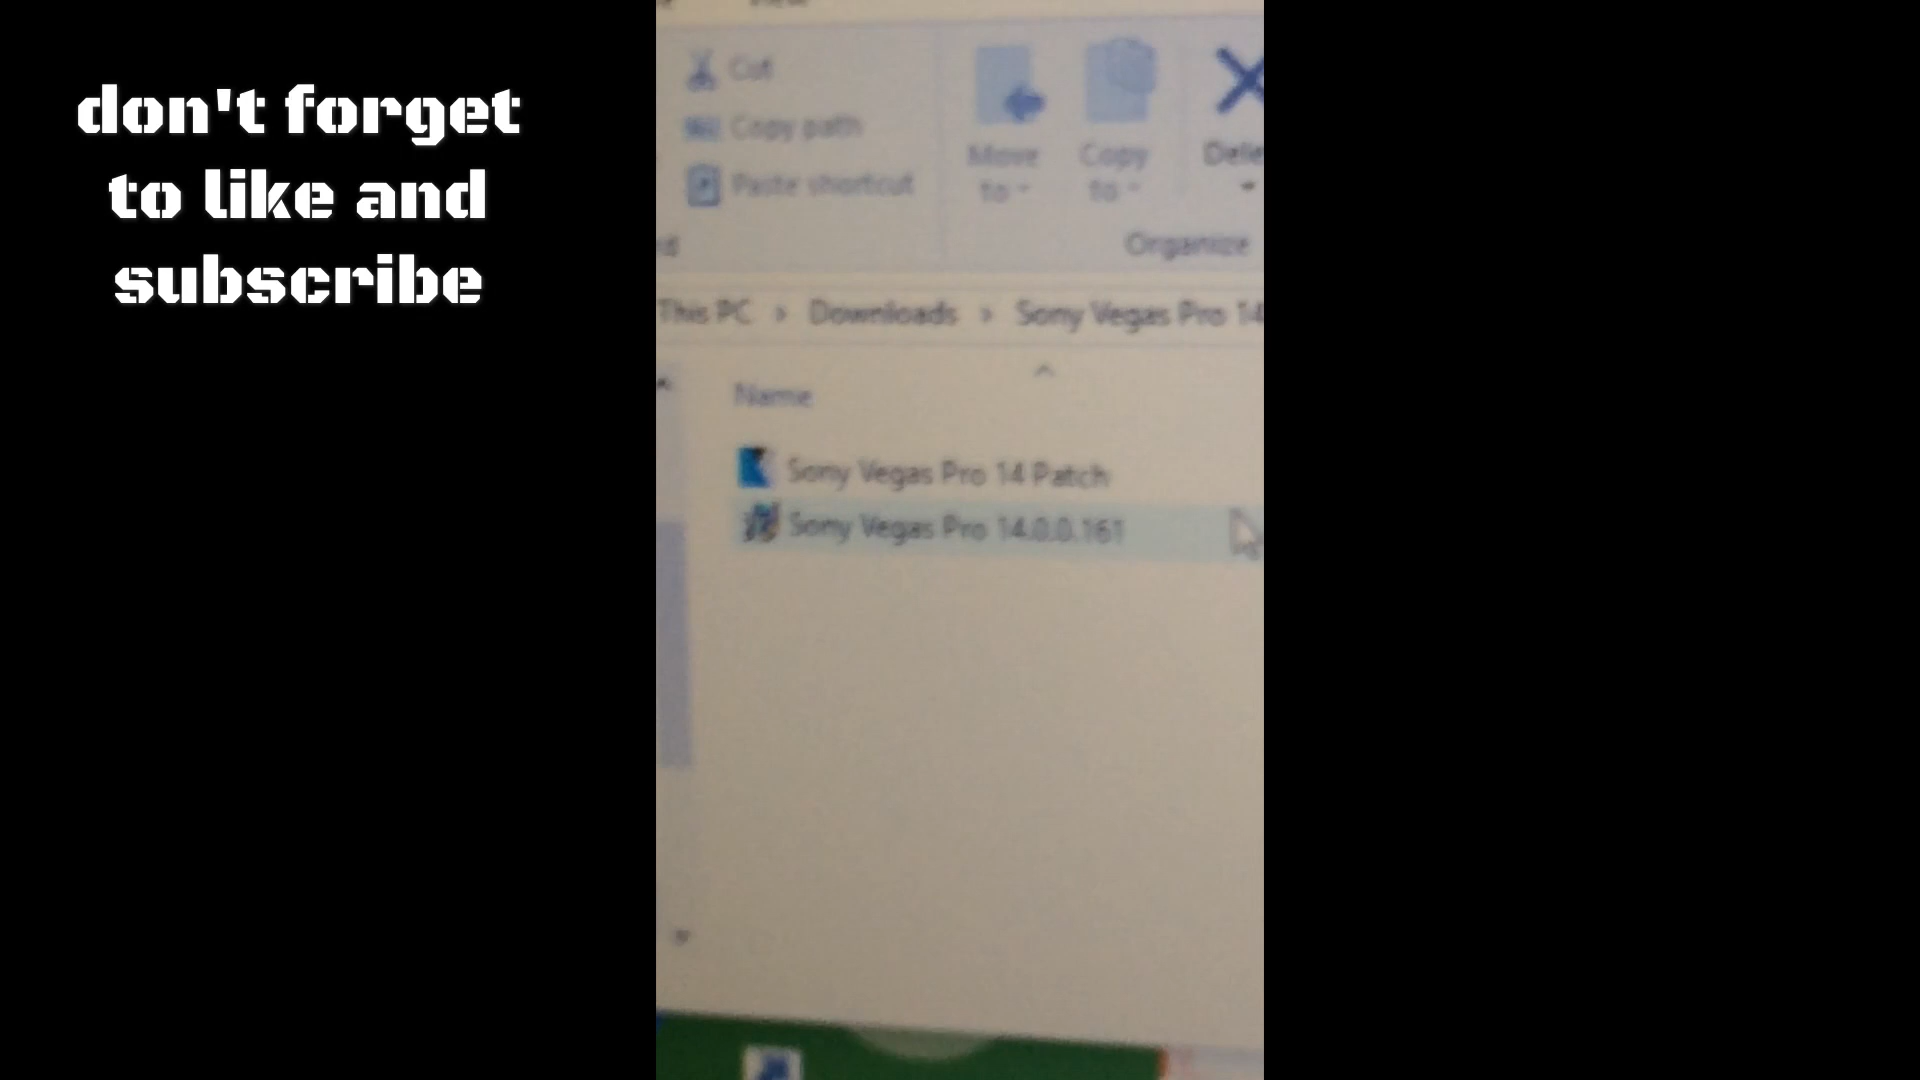 don't forget
to like and
subscribe
Cut
Copy path
Paste shortcut
Move
to
Copy
to
Organize
This PC > Downloads > Sony Vegas Pro 14
Name
Sony Vegas Pro 14 Patch
Sony Vegas Pro 14.0.0.161